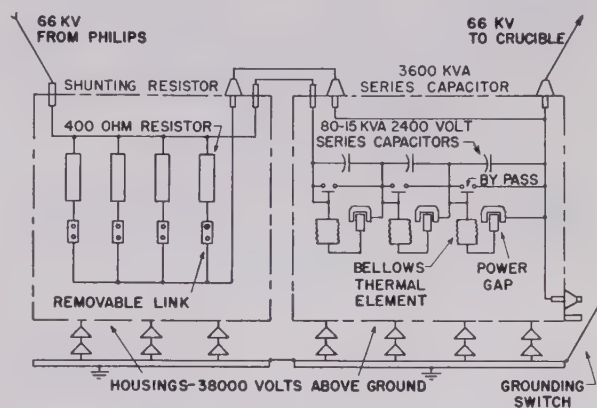 66 KV
FROM PHILIPS
66 KV
TO CRUCIBLE
SHUNTING RESISTOR
3600 KVA
SERIES CAPACITOR
400 OHM RESISTOR
80-15 KVA 2400 VOLT
SERIES CAPACITORS
BY PASS
BELLOWS
THERMAL
ELEMENT
POWER
GAP
REMOVABLE LINK
HOUSINGS-38000 VOLTS ABOVE GROUND
GROUNDING
SWITCH